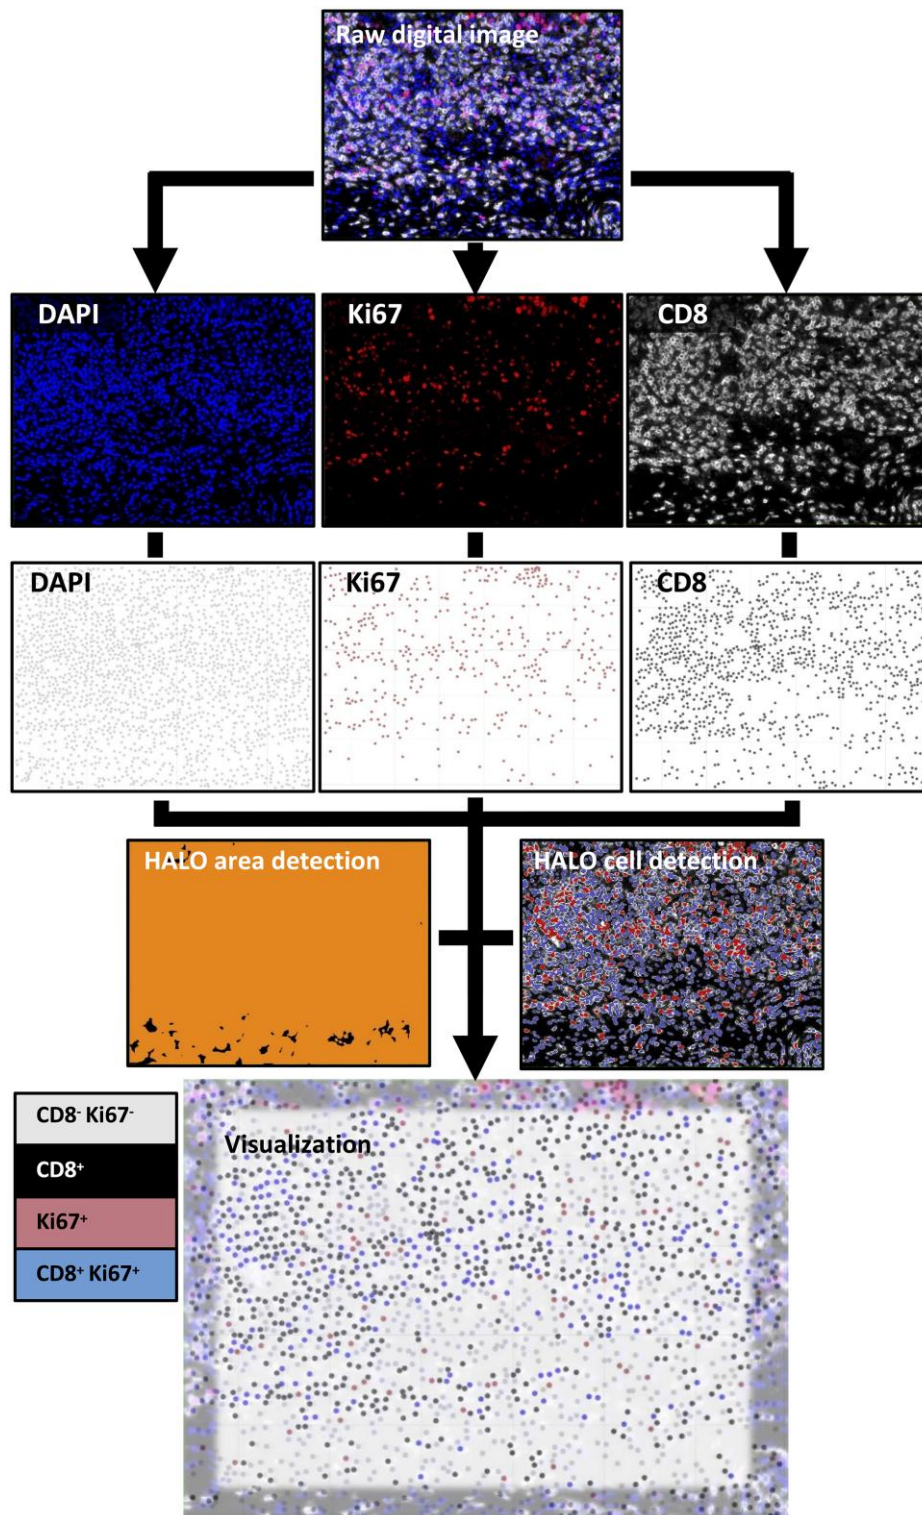 Raw digital image
DAPI
Ki67
CD8
DAPI
Ki67
CD8
HALO area detection
HALO cell detection
CD8⁻ Ki67⁻
CD8⁺
Ki67⁺
CD8⁺ Ki67⁺
Visualization